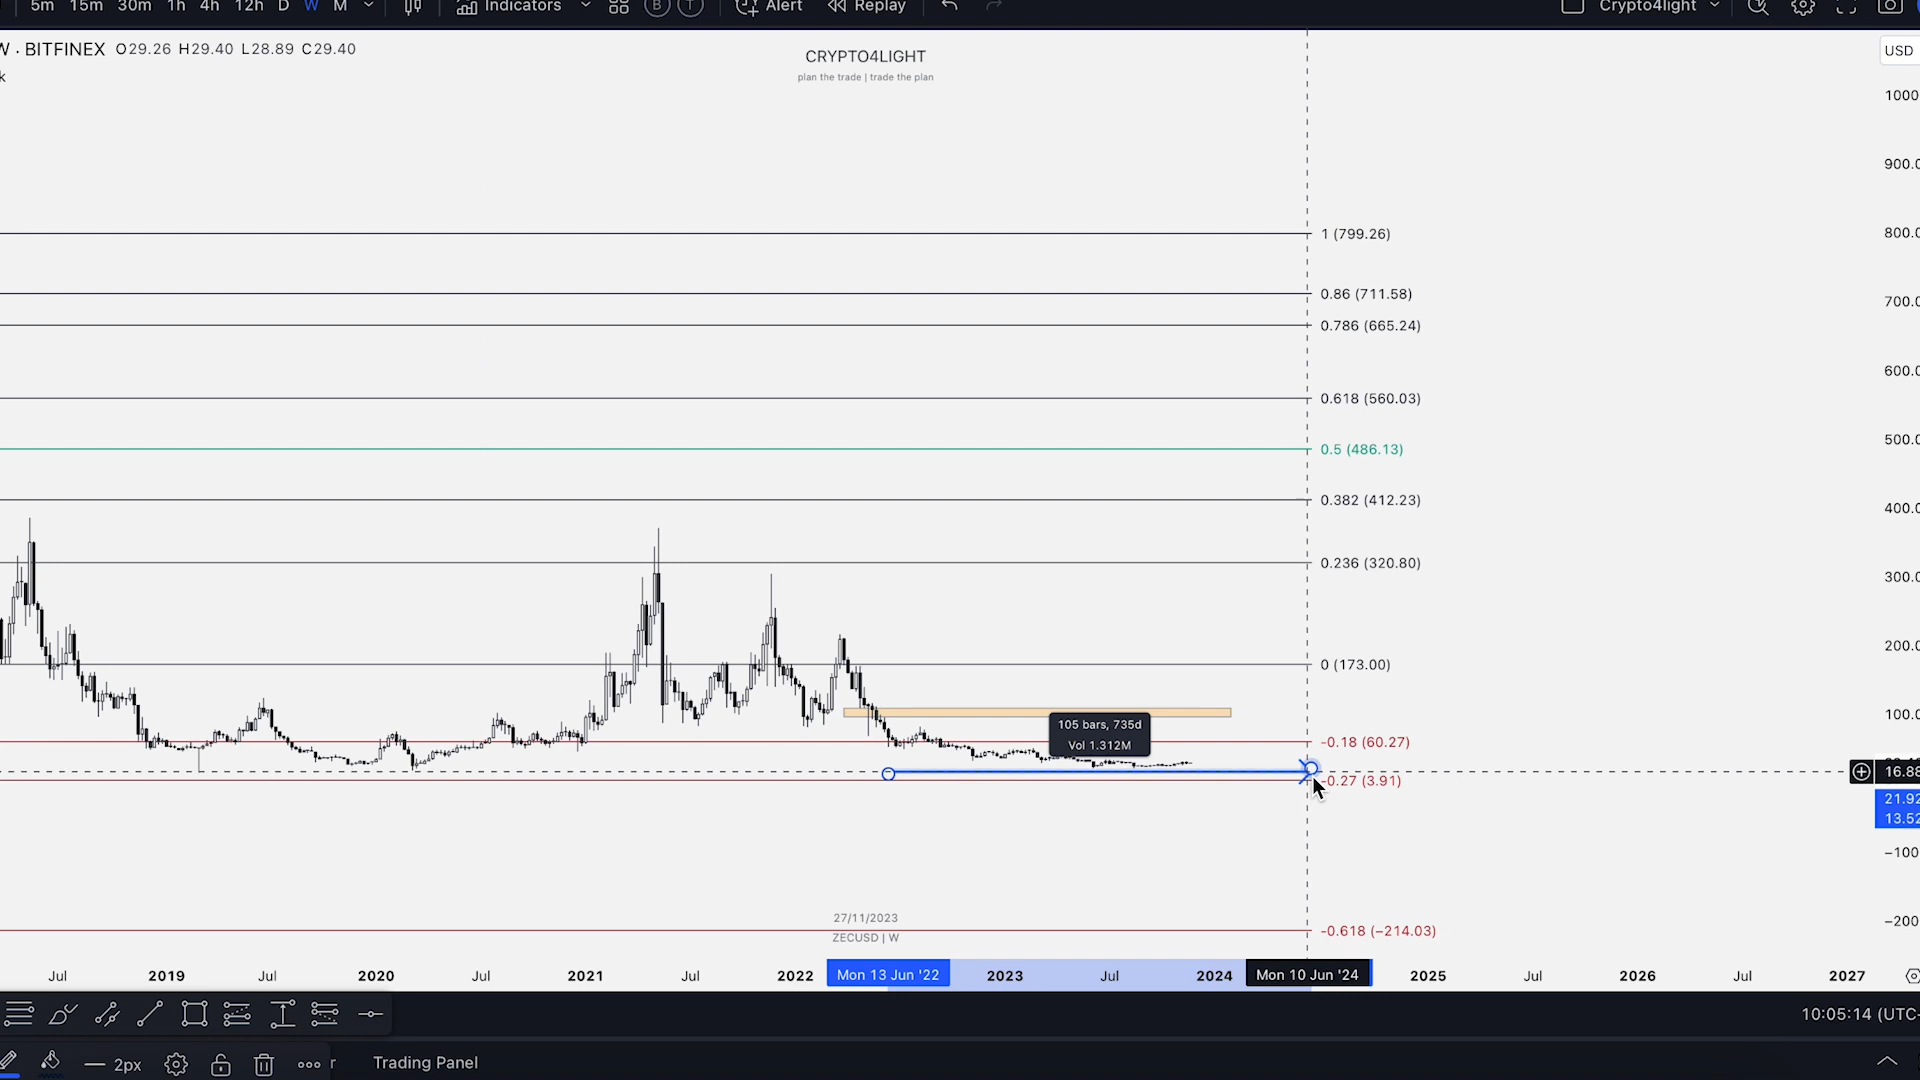 5m 15m 30m 1h 4h 12h D W M Indicators B T Alert Replay Crypto4light
W · BITFINEX O29.26 H29.40 L28.89 C29.40
k
CRYPTO4LIGHT
plan the trade | trade the plan
USD
1000
900.0
1 (799.26)
800.0
0.86 (711.58)
700.0
0.786 (665.24)
600.0
0.618 (560.03)
0.5 (486.13)
500.0
0.382 (412.23)
400.0
0.236 (320.80)
300.0
0 (173.00)
200.0
105 bars, 735d
Vol 1.312M
100.0
-0.18 (60.27)
16.88
-0.27 (3.91)
21.92
13.52
−100
27/11/2023
ZECUSD | W
−200
-0.618 (−214.03)
Jul 2019 Jul 2020 Jul 2021 Jul 2022 Mon 13 Jun '22 2023 Jul 2024 Mon 10 Jun '24 2025 Jul 2026 Jul 2027
10:05:14 (UTC-
2px
r Trading Panel